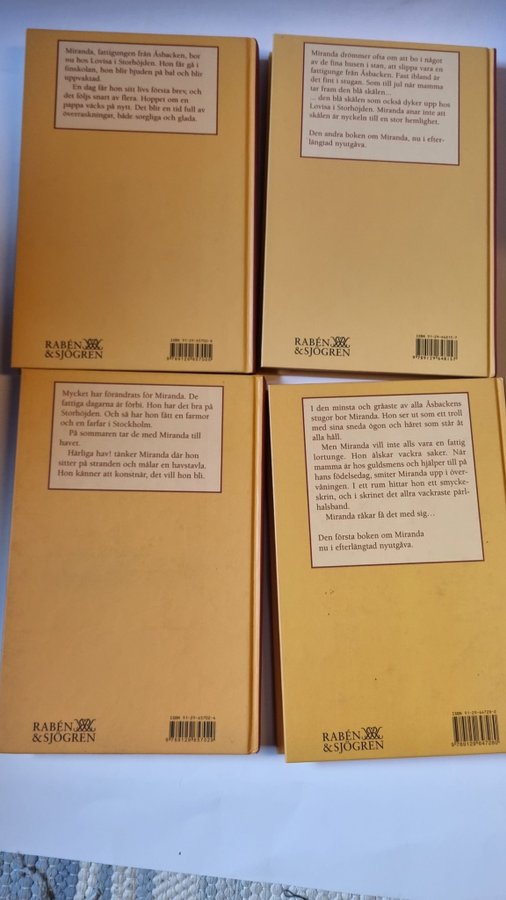 Miranda, fattigungen från Åsbacken, bor
nu hos Lovisa i Storhöjden. Hon får gå i
finskolan, hon blir bjuden på bal och blir
uppvaktad.
En dag får hon sitt livs första brev, och
det följs snart av flera. Hoppet om en
pappa väcks på nytt. Det blir en tid full av
överraskningar, både sorgliga och glada.
RABÉN
&SJÖGREN
ISBN 91-29-65700-8
9789129657005
Miranda drömmer ofta om att bo i något
av de fina husen i stan, att slippa vara en
fattigunge från Åsbacken. Fast ibland är
det fint i stugan. Som till jul när mamma
tar fram den blå skålen...
... den blå skålen som också dyker upp hos
Lovisa i Storhöjden. Miranda anar inte att
skålen är nyckeln till en stor hemlighet.
Den andra boken om Miranda, nu i efter-
längtad nyutgåva.
RABÉN
&SJÖGREN
Mycket har förändrats för Miranda. De
fattiga dagarna är förbi. Hon har det bra på
Storhöjden. Och så har hon fått en farmor
och en farfar i Stockholm.
På sommaren tar de med Miranda till
havet.
Härliga hav! tänker Miranda där hon
sitter på stranden och målar en havstavla.
Hon känner att konstnär, det vill hon bli.
RABÉN
&SJÖGREN
ISBN 91-29-65702-4
9789129657029
I den minsta och gråaste av alla Åsbackens
stugor bor Miranda. Hon ser ut som ett troll
med sina sneda ögon och håret som står åt
alla håll.
Men Miranda vill inte alls vara en fattig
lortunge. Hon älskar vackra saker. När
mamma är hos guldsmens och hjälper till på
hans födelsedag, smiter Miranda upp i över-
våningen. I ett rum hittar hon ett smycke-
skrin, och i skrinet det allra vackraste pärl-
halsband.
Miranda råkar få det med sig...
Den första boken om Miranda
nu i efterlängtad nyutgåva.
RABÉN
&SJÖGREN